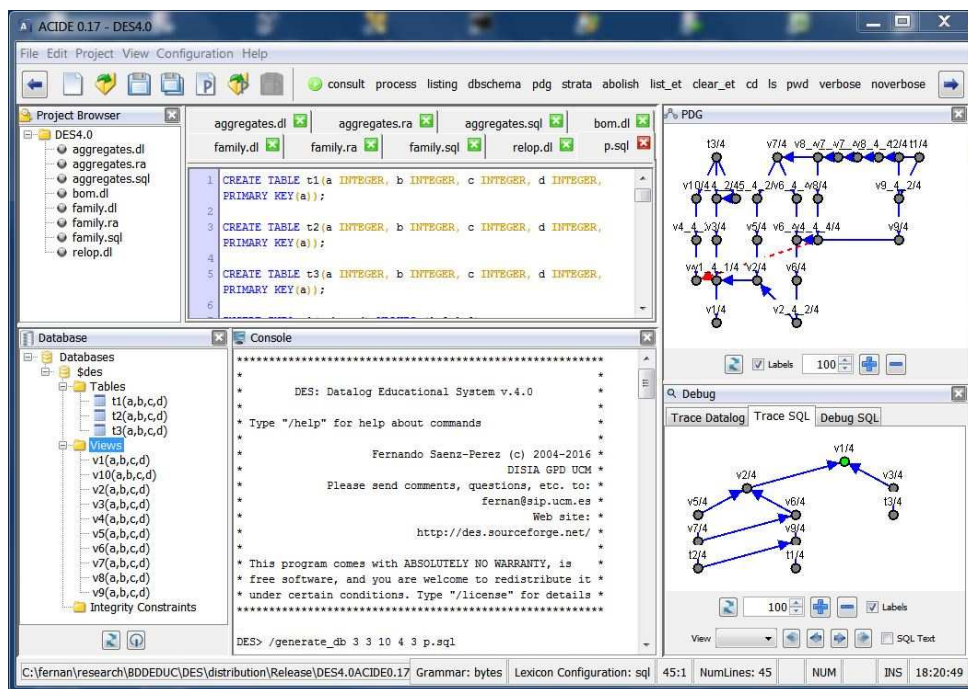 ACIDE 0.17 - DES4.0
File Edit Project View Configuration Help
consult process listing dbschema pdg strata abolish list_et clear_et cd ls pwd verbose noverbose
Project Browser
DES4.0
aggregates.dl
aggregates.ra
aggregates.sql
bom.dl
family.dl
family.ra
family.sql
relop.dl
aggregates.dl aggregates.ra aggregates.sql bom.dl
family.dl family.ra family.sql relop.dl p.sql
1 CREATE TABLE t1(a INTEGER, b INTEGER, c INTEGER, d INTEGER,
PRIMARY KEY(a));
2
3 CREATE TABLE t2(a INTEGER, b INTEGER, c INTEGER, d INTEGER,
PRIMARY KEY(a));
4
5 CREATE TABLE t3(a INTEGER, b INTEGER, c INTEGER, d INTEGER,
PRIMARY KEY(a));
6
PDG
t3/4 v7/4 t1/4
v9_4_2/4
v3/4 v5/4 v9/4
v2/4 v6/4
v1/4 v2_4_2/4
Labels 100
Database
Databases
$des
Tables
t1(a,b,c,d)
t2(a,b,c,d)
t3(a,b,c,d)
Views
v1(a,b,c,d)
v10(a,b,c,d)
v2(a,b,c,d)
v3(a,b,c,d)
v4(a,b,c,d)
v5(a,b,c,d)
v6(a,b,c,d)
v7(a,b,c,d)
v8(a,b,c,d)
v9(a,b,c,d)
Integrity Constraints
Console
*********************************************************
* *
* DES: Datalog Educational System v.4.0 *
* *
* Type "/help" for help about commands *
* *
* Fernando Saenz-Perez (c) 2004-2016 *
* DISIA GPD UCM *
* Please send comments, questions, etc. to: *
* fernan@sip.ucm.es *
* Web site: *
* http://des.sourceforge.net/ *
* *
* This program comes with ABSOLUTELY NO WARRANTY, is *
* free software, and you are welcome to redistribute it *
* under certain conditions. Type "/license" for details *
*********************************************************
DES> /generate_db 3 3 10 4 3 p.sql
Debug
Trace Datalog Trace SQL Debug SQL
v1/4
v2/4 v3/4
v5/4 v6/4 t3/4
v7/4 v9/4
t2/4 t1/4
100 Labels
View SQL Text
C:/fernan/research/BDDEDUC/DES/distribution/Release/DES4.0ACIDE0.17 Grammar: bytes Lexicon Configuration: sql 45:1 NumLines: 45 NUM INS 18:20:49